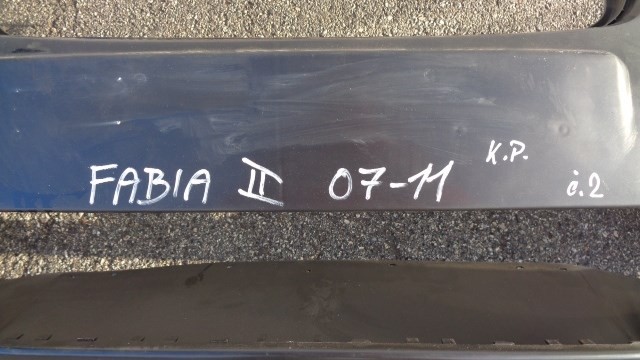 FABIA II 07-11 K.P. č.2